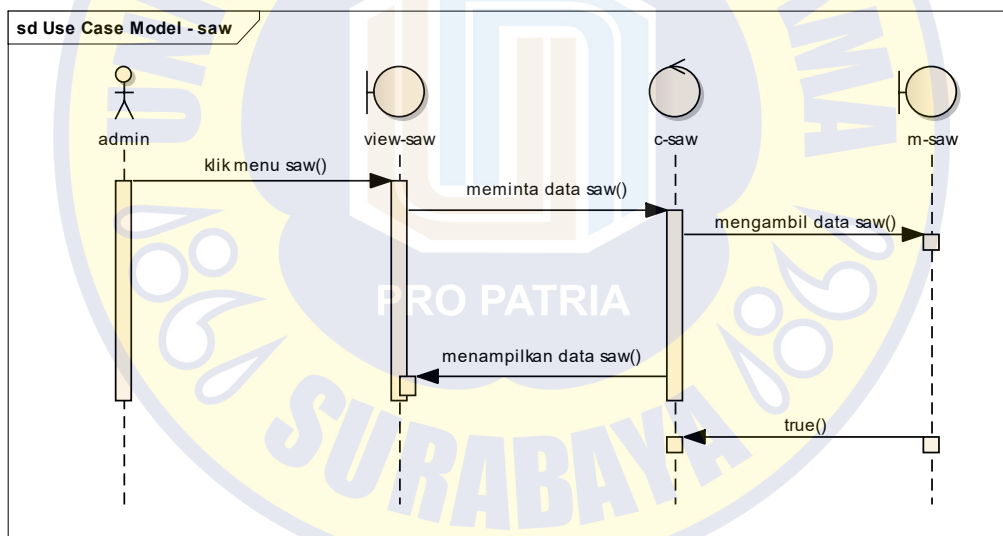 sd Use Case Model - saw
admin
view-saw
c-saw
m-saw
klik menu saw()
meminta data saw()
mengambil data saw()
PRO PATRIA
menampilkan data saw()
true()
SURABAYA